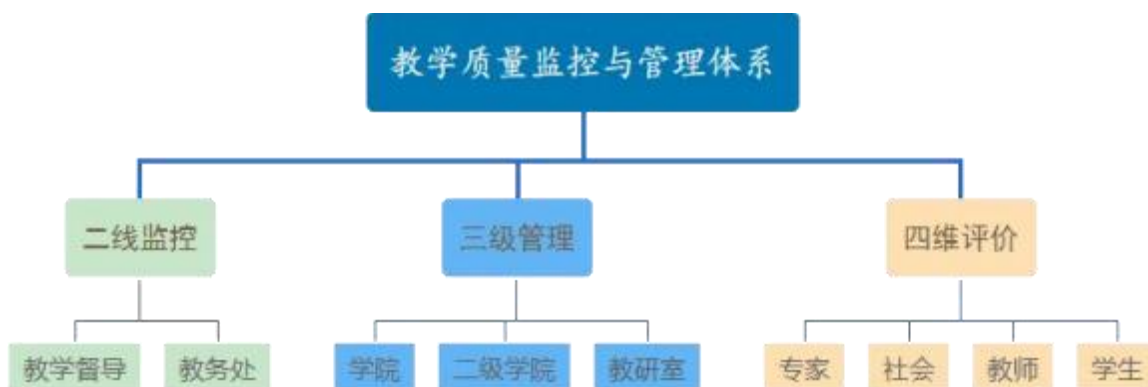 教学质量监控与管理体系
二线监控
三级管理
四维评价
教学督导
教务处
学院
二级学院
教研室
专家
社会
教师
学生